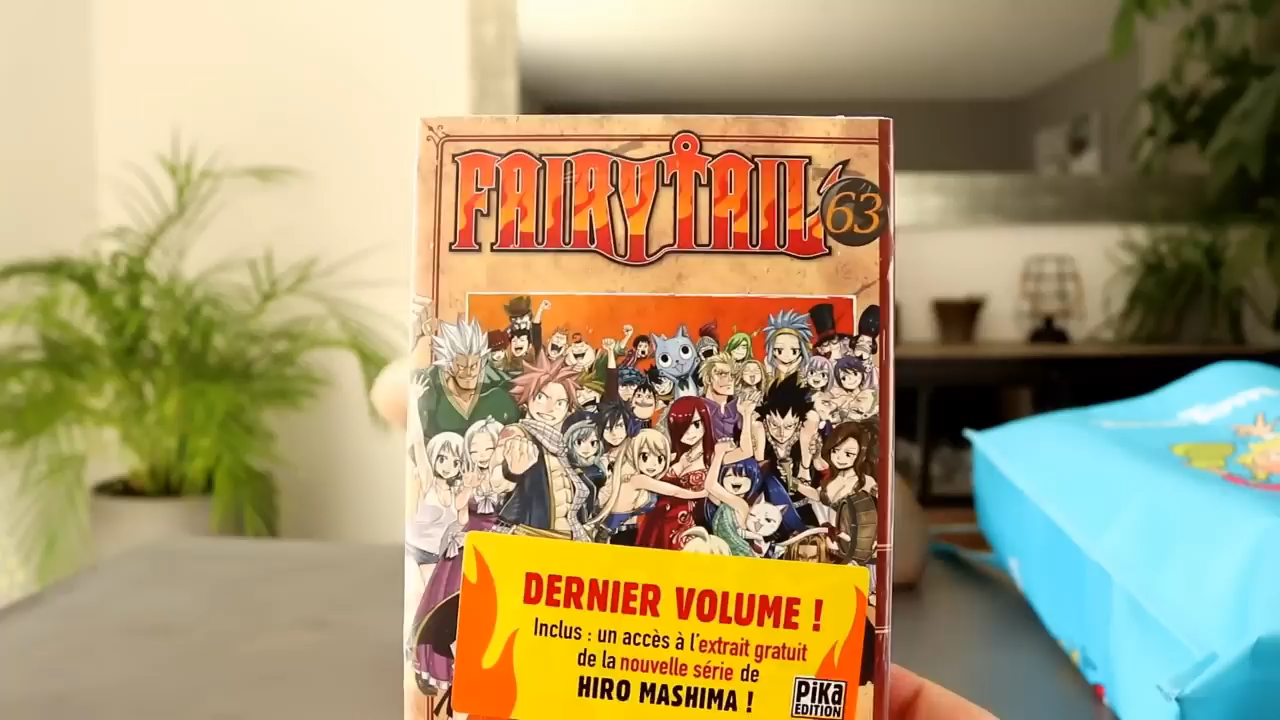 FAIRY TAIL
63
DERNIER VOLUME !
Inclus : un accès à l'extrait gratuit
de la nouvelle série de
HIRO MASHIMA !
PiKa
EDITION